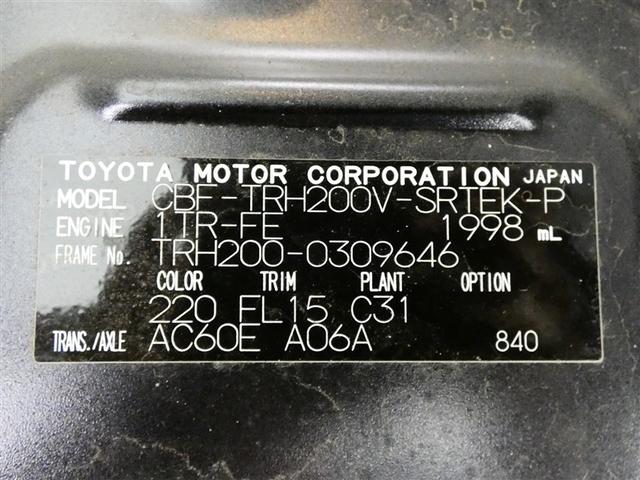 TOYOTA MOTOR CORPORATION JAPAN
MODEL CBF-TRH200V-SRTEK-P
ENGINE 1TR-FE 1998 mL
FRAME No. TRH200-0309646
COLOR TRIM PLANT OPTION
220 FL15 C31
TRANS./AXLE AC60E A06A 840